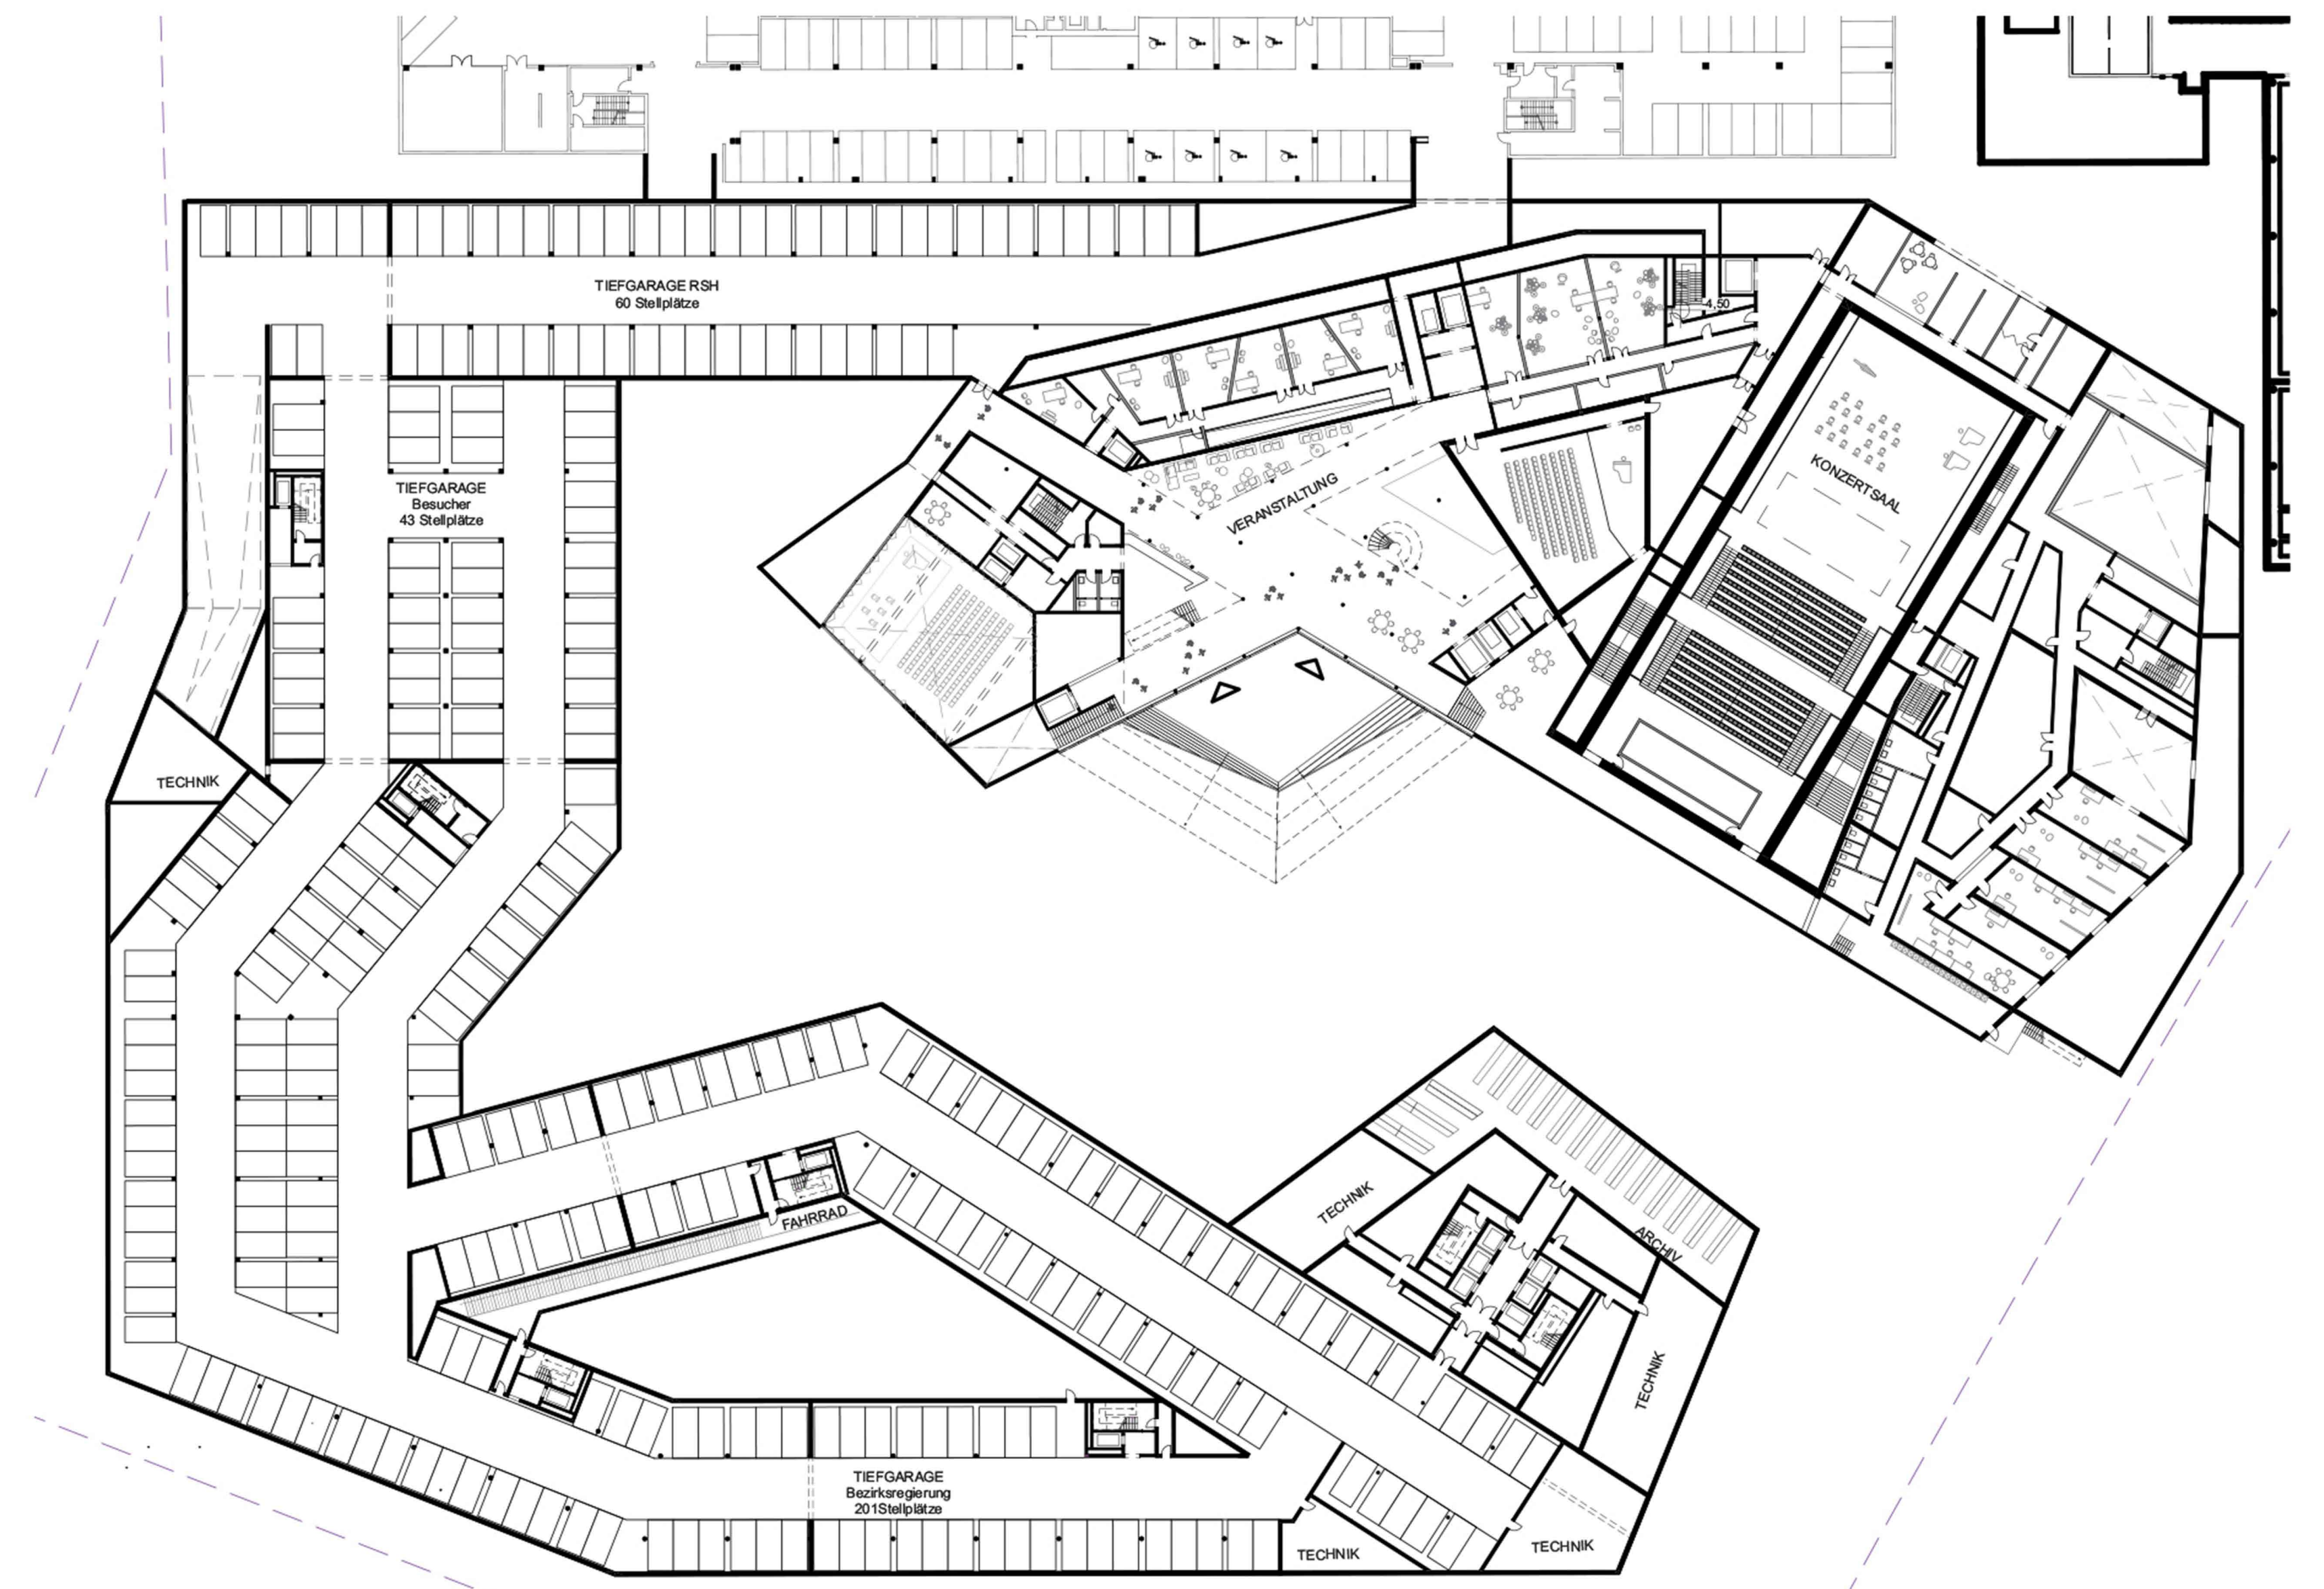 TIEFGARAGE RSH
60 Stellplätze
-4,50
TIEFGARAGE
Besucher
43 Stellplätze
VERANSTALTUNG
KONZERTSAAL
TECHNIK
FAHRRAD
TECHNIK
ARCHIV
TECHNIK
TIEFGARAGE
Bezirksregierung
201Stellplätze
TECHNIK
TECHNIK